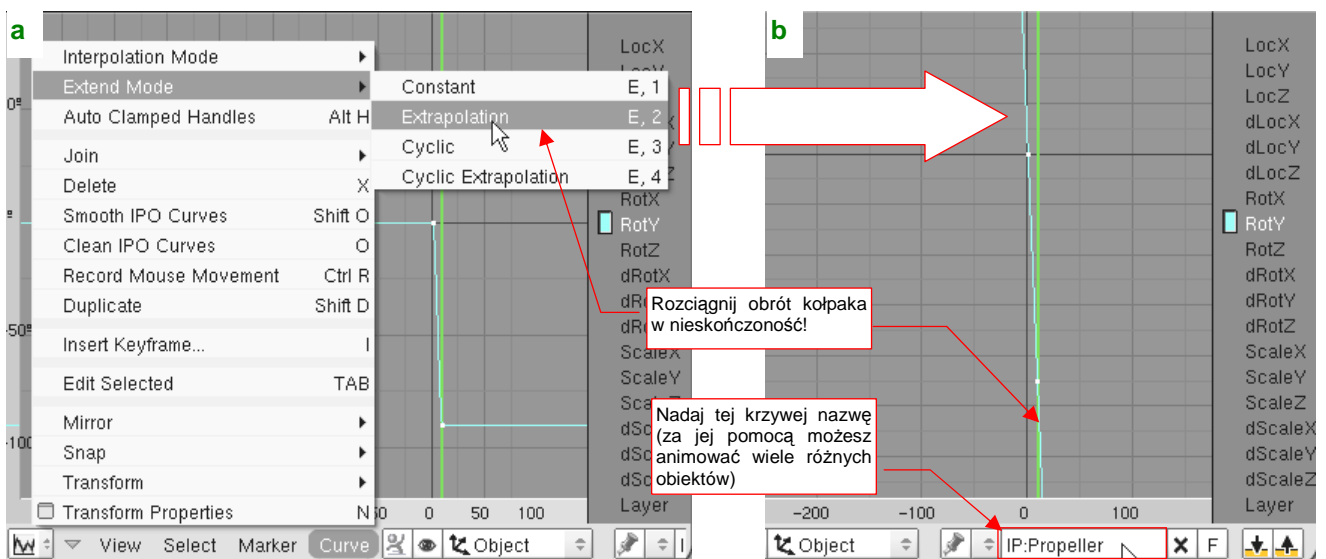 a
Interpolation Mode
Extend Mode
Auto Clamped Handles Alt H
Join
Delete X
Smooth IPO Curves Shift O
Clean IPO Curves O
Record Mouse Movement Ctrl R
Duplicate Shift D
Insert Keyframe... I
Edit Selected TAB
Mirror
Snap
Transform
Transform Properties N
Constant E, 1
Extrapolation E, 2
Cyclic E, 3
Cyclic Extrapolation E, 4
LocX
RotX
RotY
RotZ
dRotX
ScaleX
ScaleY
Layer
0 50 100
View Select Marker Curve Object
Rozciągnij obrót kołpaka
w nieskończoność!
Nadaj tej krzywej nazwę
(za jej pomocą możesz
animować wiele różnych
obiektów)
b
LocX
LocY
LocZ
dLocX
dLocY
dLocZ
RotX
RotY
RotZ
dRotX
dRotY
dRotZ
ScaleX
ScaleY
ScaleZ
dScaleX
dScaleY
dScaleZ
Layer
-200 -100 0 100
Object IP:Propeller F